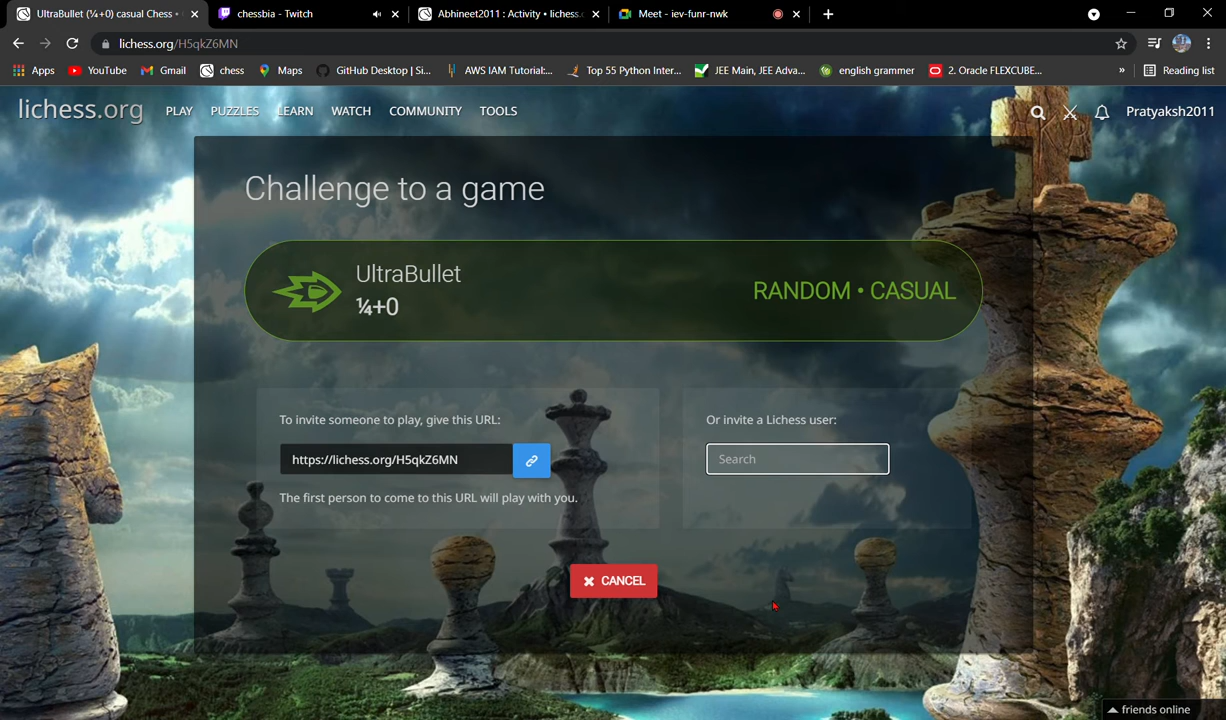 UltraBullet (¼+0) casual Chess •
chessbia - Twitch
Abhineet2011 : Activity • lichess.
Meet - iev-funr-nwk
lichess.org/H5qkZ6MN
Apps
YouTube
Gmail
chess
Maps
GitHub Desktop | Si...
AWS IAM Tutorial:...
Top 55 Python Inter...
JEE Main, JEE Adva...
english grammer
2. Oracle FLEXCUBE...
»
Reading list
lichess.org
PLAY
PUZZLES
LEARN
WATCH
COMMUNITY
TOOLS
Pratyaksh2011
Challenge to a game
UltraBullet
¼+0
RANDOM • CASUAL
To invite someone to play, give this URL:
Or invite a Lichess user:
https://lichess.org/H5qkZ6MN
Search
The first person to come to this URL will play with you.
CANCEL
friends online